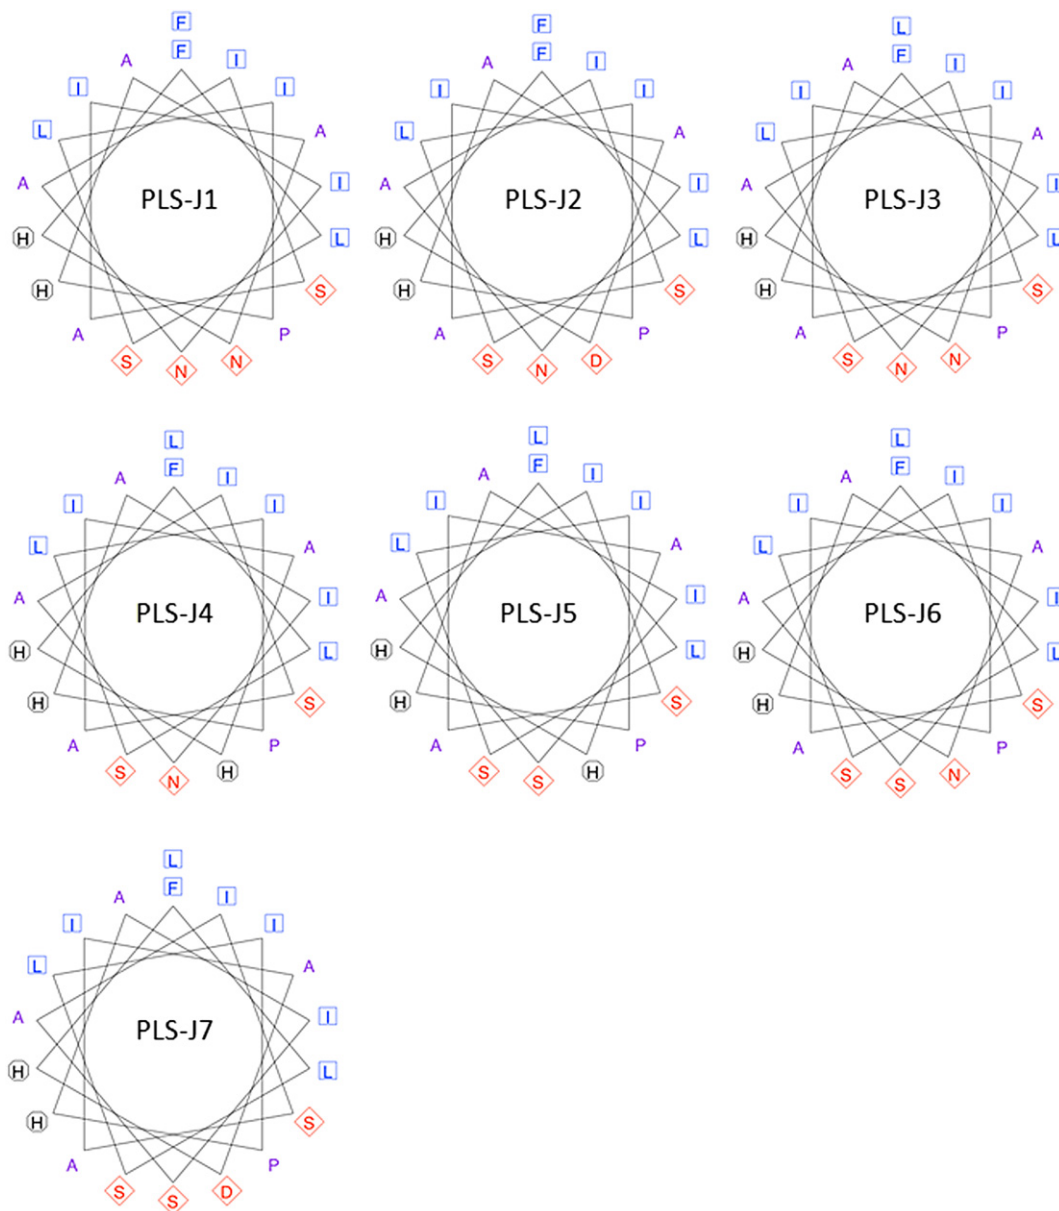 F
A F I
I I
L A
A PLS-J1 I
H L
H S
A P
S N N
F
A F I
I I
L A
A PLS-J2 I
H L
H S
A P
S N D
L
A F I
I I
L A
A PLS-J3 I
H L
H S
A P
S N N
L
A F I
I I
L A
A PLS-J4 I
H L
H S
A P
S N H
L
A F I
I I
L A
A PLS-J5 I
H L
H S
A P
S S H
L
A F I
I I
L A
A PLS-J6 I
H L
H S
A P
S S N
L
A F I
I I
L A
A PLS-J7 I
H L
H S
A P
S S D